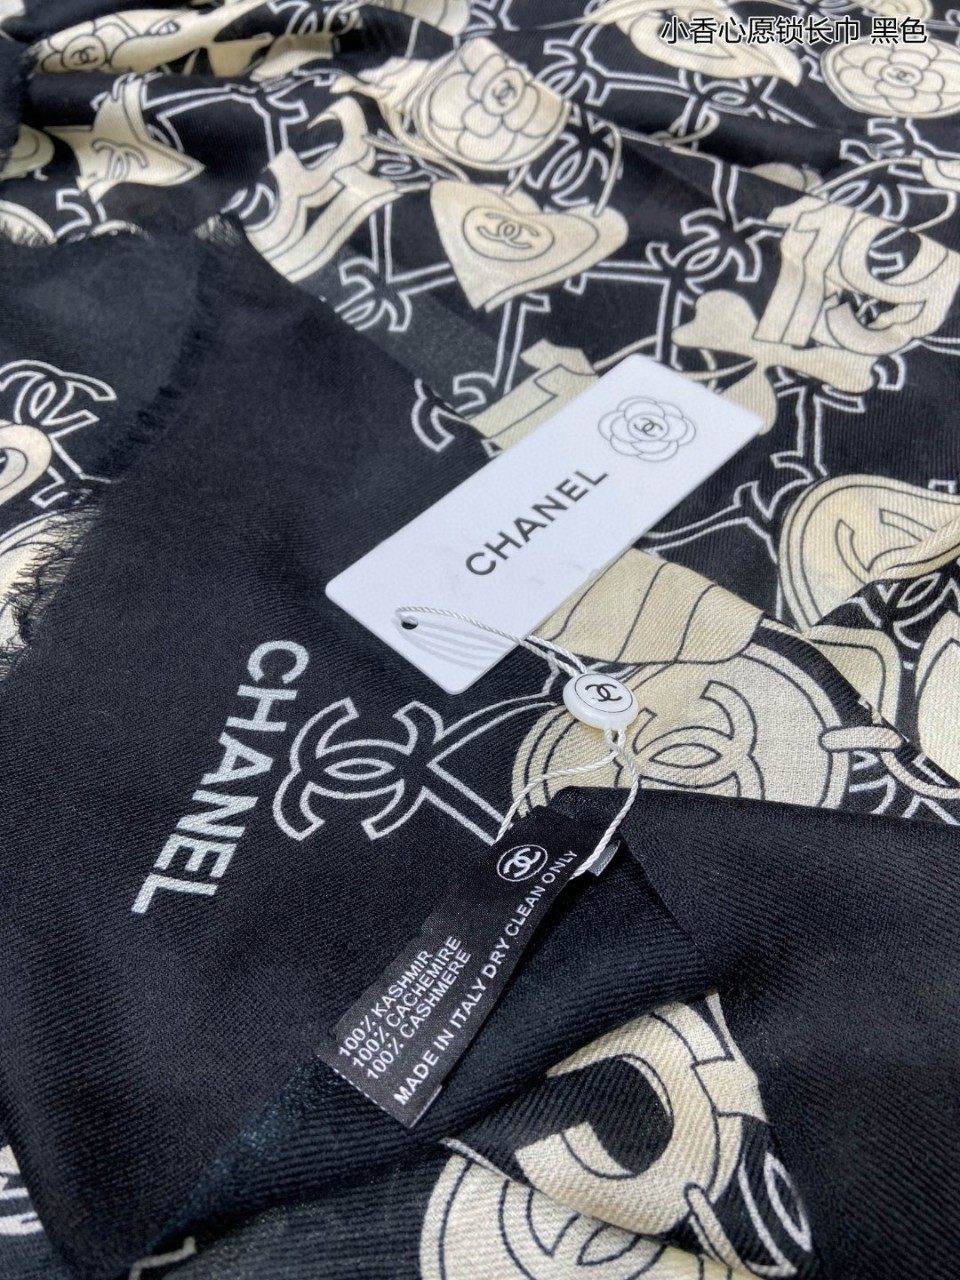 小香心愿锁长巾 黑色
19
CHANEL
CHANEL
100% KASHMIR
100% CACHEMIRE
100% CASHMERE
MADE IN ITALY DRY CLEAN ONLY